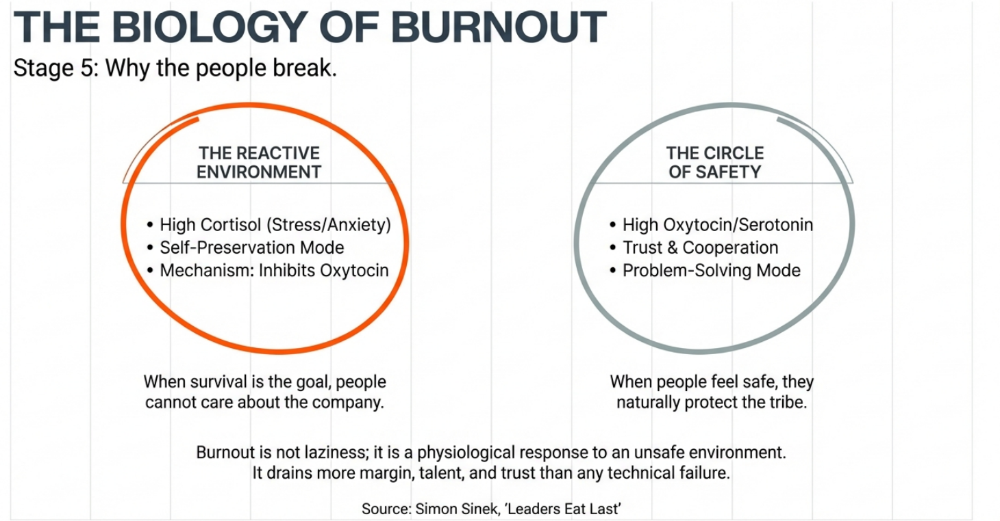 THE BIOLOGY OF BURNOUT
Stage 5: Why the people break.
THE REACTIVE
ENVIRONMENT
• High Cortisol (Stress/Anxiety)
• Self-Preservation Mode
• Mechanism: Inhibits Oxytocin
When survival is the goal, people
cannot care about the company.
THE CIRCLE
OF SAFETY
• High Oxytocin/Serotonin
• Trust & Cooperation
• Problem-Solving Mode
When people feel safe, they
naturally protect the tribe.
Burnout is not laziness; it is a physiological response to an unsafe environment.
It drains more margin, talent, and trust than any technical failure.
Source: Simon Sinek, ‘Leaders Eat Last’